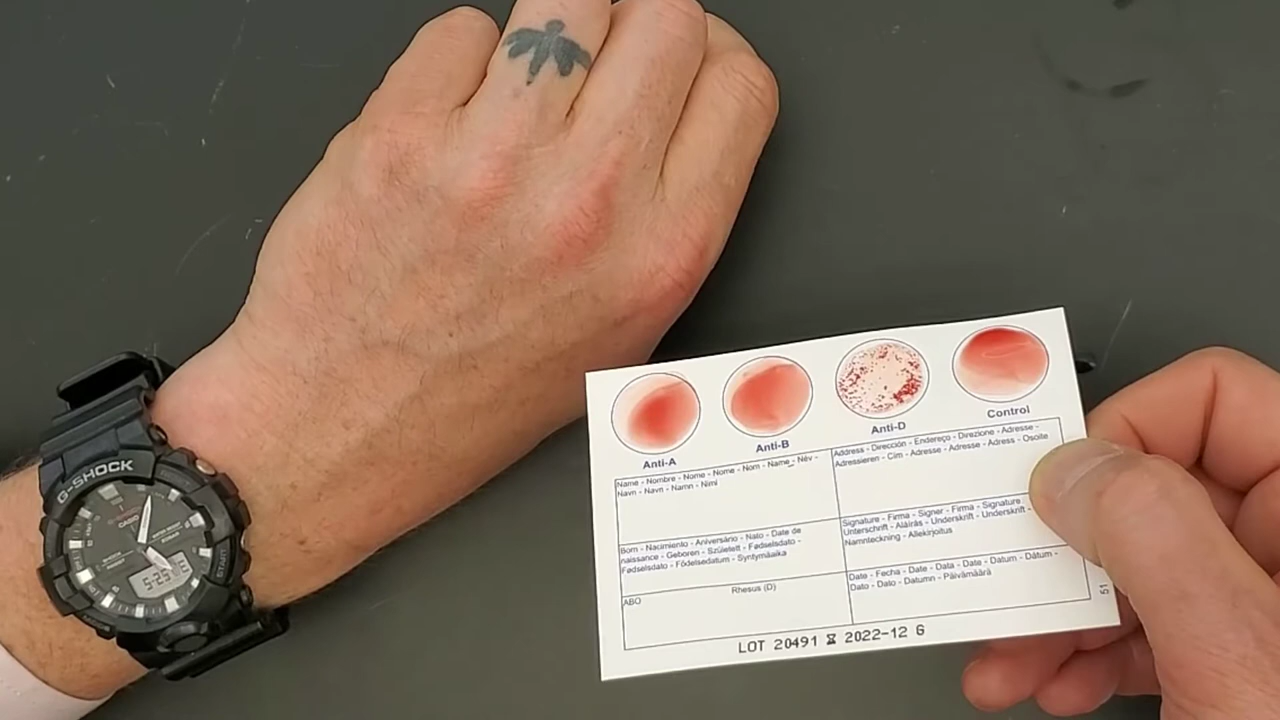 G-SHOCK
CASIO
Anti-A
Anti-B
Anti-D
Control
Name - Nombre - Nome - Nome - Nom - Name - Név -
Navn - Navn - Namn - Nimi
Address - Dirección - Endereço - Direzione - Adresse -
Adressieren - Cím - Adresse - Adresse - Adress - Osoite
Born - Nacimiento - Aniversário - Nato - Date de
naissance - Geboren - Született - Fødselsdato -
Fødselsdato - Födelsedatum - Syntymäaika
Signature - Firma - Signer - Firma - Signature
Unterschrift - Aláírás - Underskrift - Underskrift -
Namnteckning - Allekirjoitus
ABO
Rhesus (D)
Date - Fecha - Date - Data - Date - Datum - Dátum -
Dato - Dato - Datumn - Päivämäärä
51
LOT 20491 ⧗ 2022-12 G